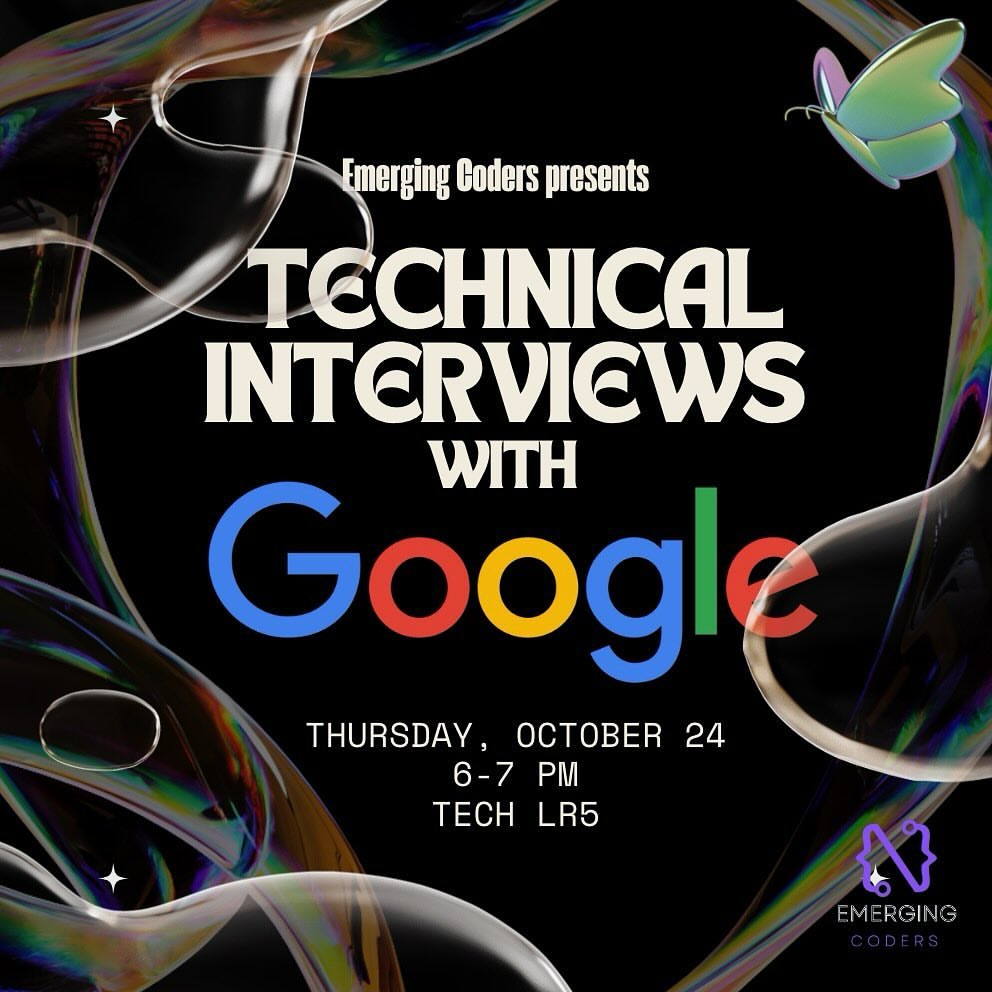 Emerging Coders presents
TECHNICAL
INTERVIEWS
WITH
Google
THURSDAY, OCTOBER 24
6-7 PM
TECH LR5
N
EMERGING
CODERS